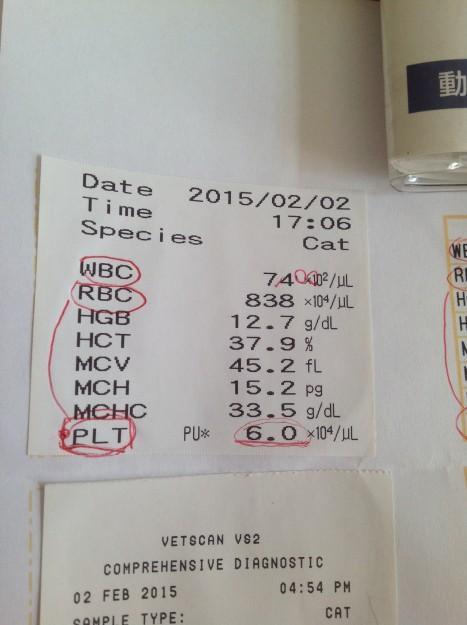 動
Date 2015/02/02
Time 17:06
Species Cat
WBC 7400 ×10²/μL
RBC 838 ×10⁴/μL
HGB 12.7 g/dL
HCT 37.9 %
MCV 45.2 fL
MCH 15.2 pg
MCHC 33.5 g/dL
PLT PU* 6.0 ×10⁴/μL
VETSCAN VS2
COMPREHENSIVE DIAGNOSTIC
02 FEB 2015 04:54 PM
SAMPLE TYPE: CAT